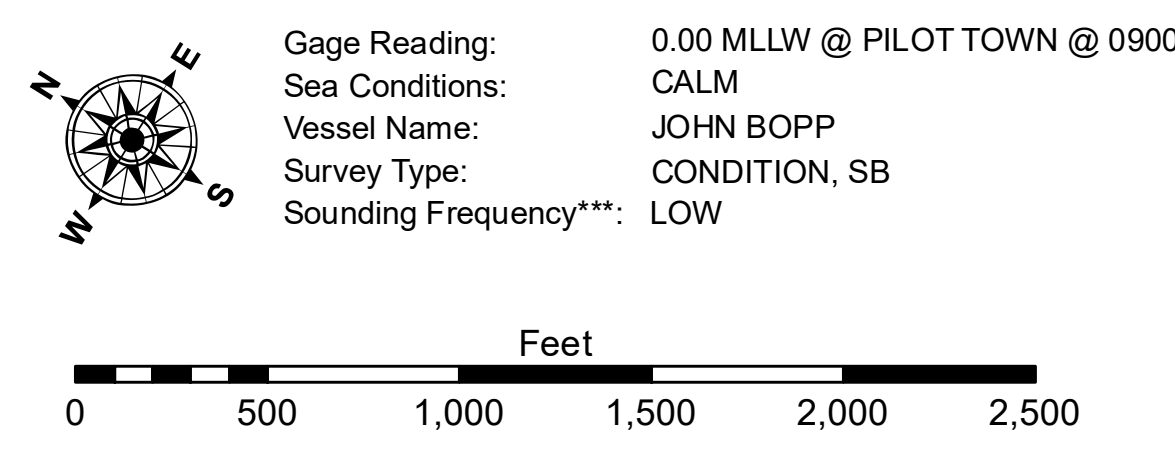 N
E
S
W
Gage Reading: 0.00 MLLW @ PILOT TOWN @ 0900
Sea Conditions: CALM
Vessel Name: JOHN BOPP
Survey Type: CONDITION, SB
Sounding Frequency***: LOW
Feet
0 500 1,000 1,500 2,000 2,500